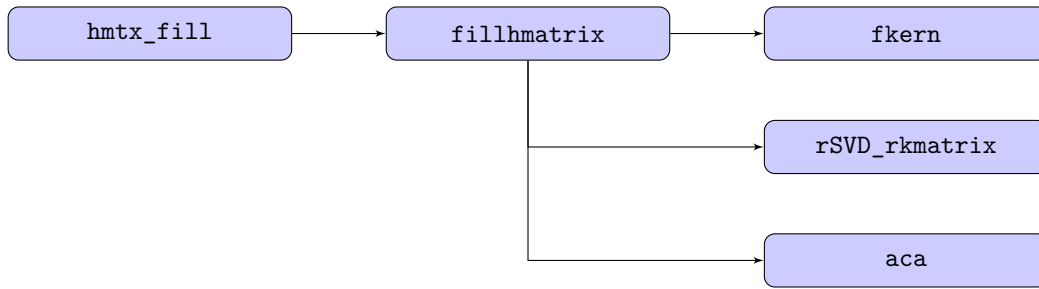 hmtx_fill
fillhmatrix
fkern
rSVD_rkmatrix
aca